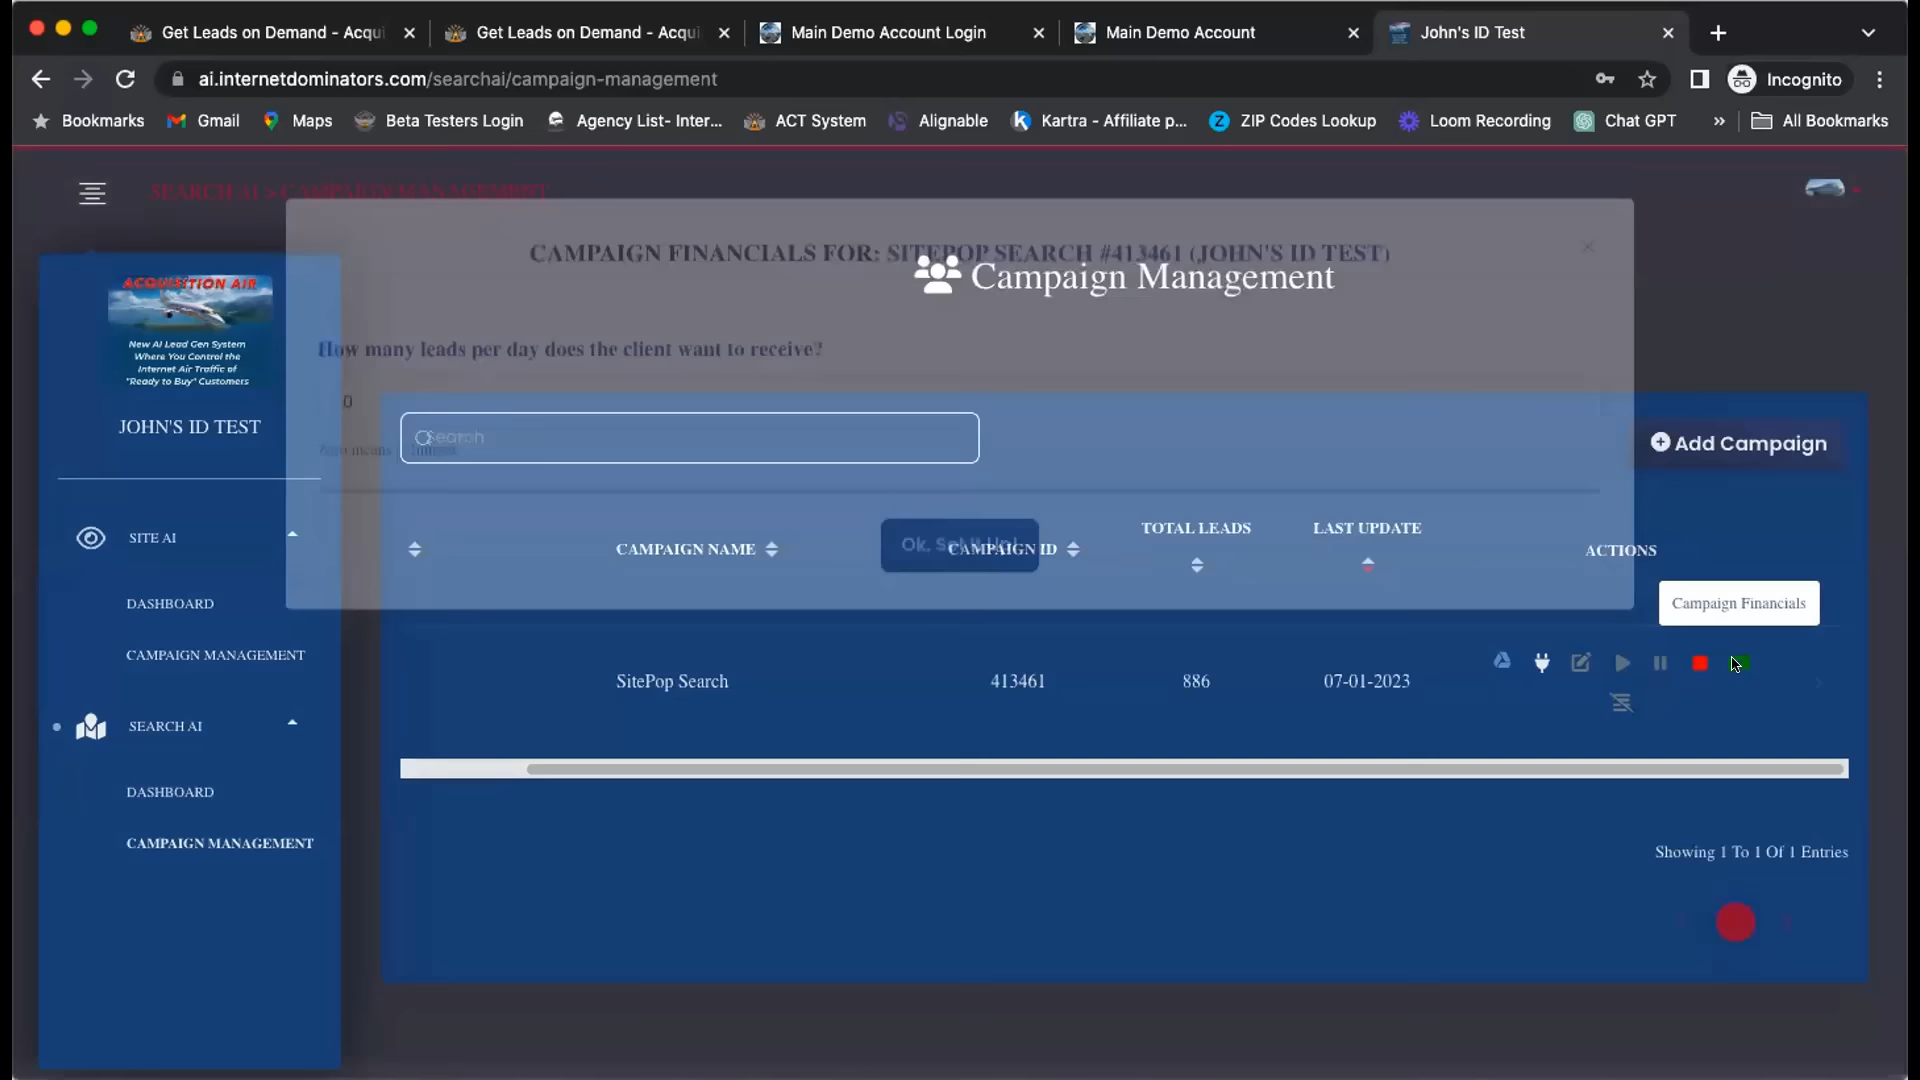 Get Leads on Demand - Acqui
Get Leads on Demand - Acqui
Main Demo Account Login
Main Demo Account
John's ID Test
ai.internetdominators.com/searchai/campaign-management
Incognito
Bookmarks
Gmail
Maps
Beta Testers Login
Agency List- Inter...
ACT System
Alignable
Kartra - Affiliate p...
ZIP Codes Lookup
Loom Recording
Chat GPT
»
All Bookmarks
SEARCH AI > CAMPAIGN MANAGEMENT
CAMPAIGN FINANCIALS FOR: SITEPOP SEARCH #413461 (JOHN'S ID TEST)
Campaign Management
ACQUISITION AIR
New AI Lead Gen System
Where You Control the
Internet Air Traffic of
"Ready to Buy" Customers
JOHN'S ID TEST
How many leads per day does the client want to receive?
0
Search
Add Campaign
CAMPAIGN NAME
CAMPAIGN ID
TOTAL LEADS
LAST UPDATE
ACTIONS
Campaign Financials
SITE AI
DASHBOARD
CAMPAIGN MANAGEMENT
SitePop Search
413461
886
07-01-2023
SEARCH AI
DASHBOARD
CAMPAIGN MANAGEMENT
Showing 1 To 1 Of 1 Entries